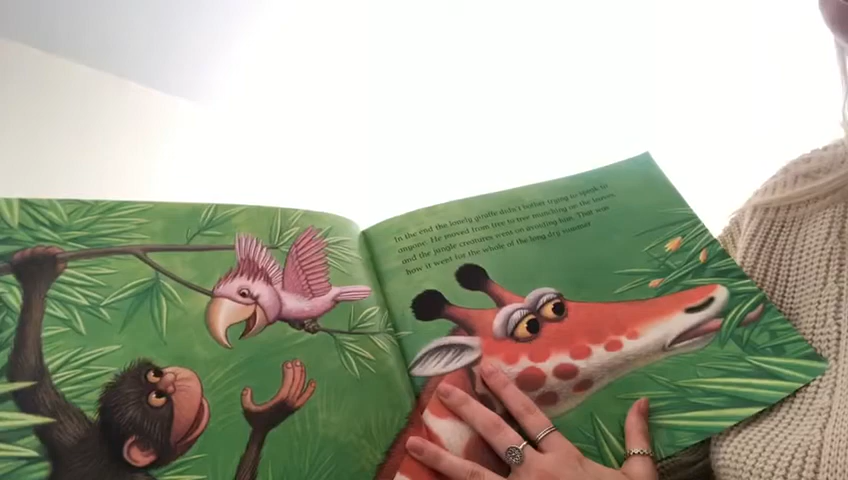 In the end the lonely giraffe didn't bother trying to speak to
anyone. He moved from tree to tree munching on the leaves
and the jungle creatures went on avoiding him. That was
how it went for the whole of the long dry summer.